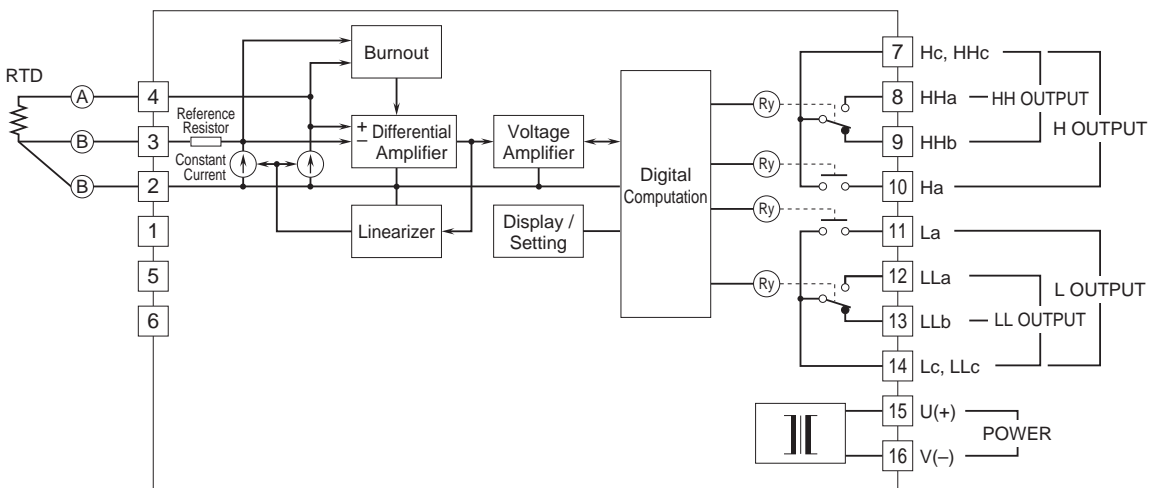 RTD
A
B
B
4
3
2
1
5
6
Reference
Resistor
Constant
Current
Burnout
+
–
Differential
Amplifier
Voltage
Amplifier
Linearizer
Display /
Setting
Digital
Computation
Ry
Ry
Ry
Ry
7 Hc, HHc
8 HHa
HH OUTPUT
9 HHb
H OUTPUT
10 Ha
11 La
12 LLa
L OUTPUT
13 LLb
LL OUTPUT
14 Lc, LLc
15 U(+)
POWER
16 V(–)